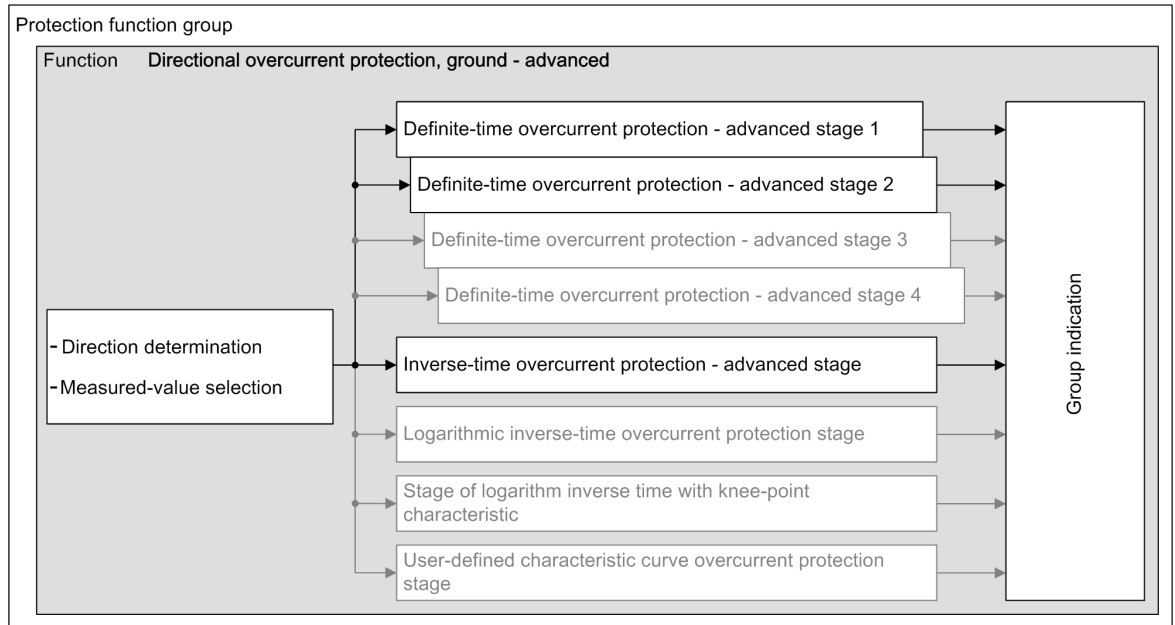 Protection function group
Function Directional overcurrent protection, ground - advanced
Definite-time overcurrent protection - advanced stage 1
Definite-time overcurrent protection - advanced stage 2
Definite-time overcurrent protection - advanced stage 3
Definite-time overcurrent protection - advanced stage 4
- Direction determination
- Measured-value selection
Inverse-time overcurrent protection - advanced stage
Logarithmic inverse-time overcurrent protection stage
Stage of logarithm inverse time with knee-point
characteristic
User-defined characteristic curve overcurrent protection
stage
Group indication